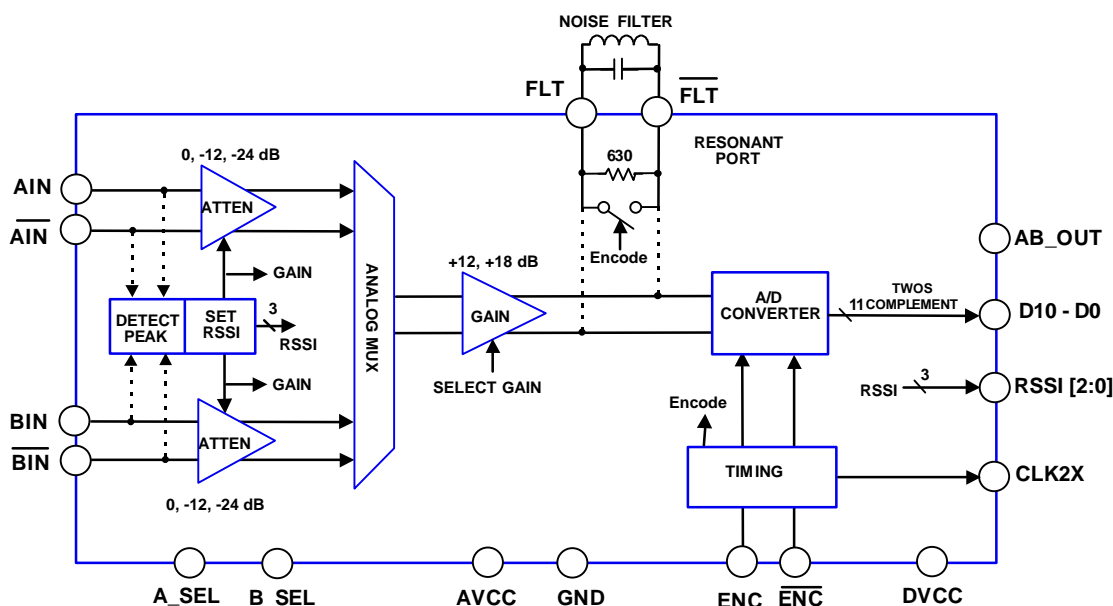 NOISE FILTER
FLT
FLT
RESONANT
PORT
630
Encode
0, -12, -24 dB
AIN
AIN
ATTEN
GAIN
DETECT
PEAK
SET
RSSI
3
RSSI
GAIN
BIN
BIN
ATTEN
0, -12, -24 dB
ANALOG MUX
+12, +18 dB
GAIN
SELECT GAIN
A/D
CONVERTER
TWOS
11 COMPLEMENT
AB_OUT
D10 - D0
RSSI
3
RSSI [2:0]
Encode
TIMING
CLK2X
A_SEL
B_SEL
AVCC
GND
ENC
ENC
DVCC